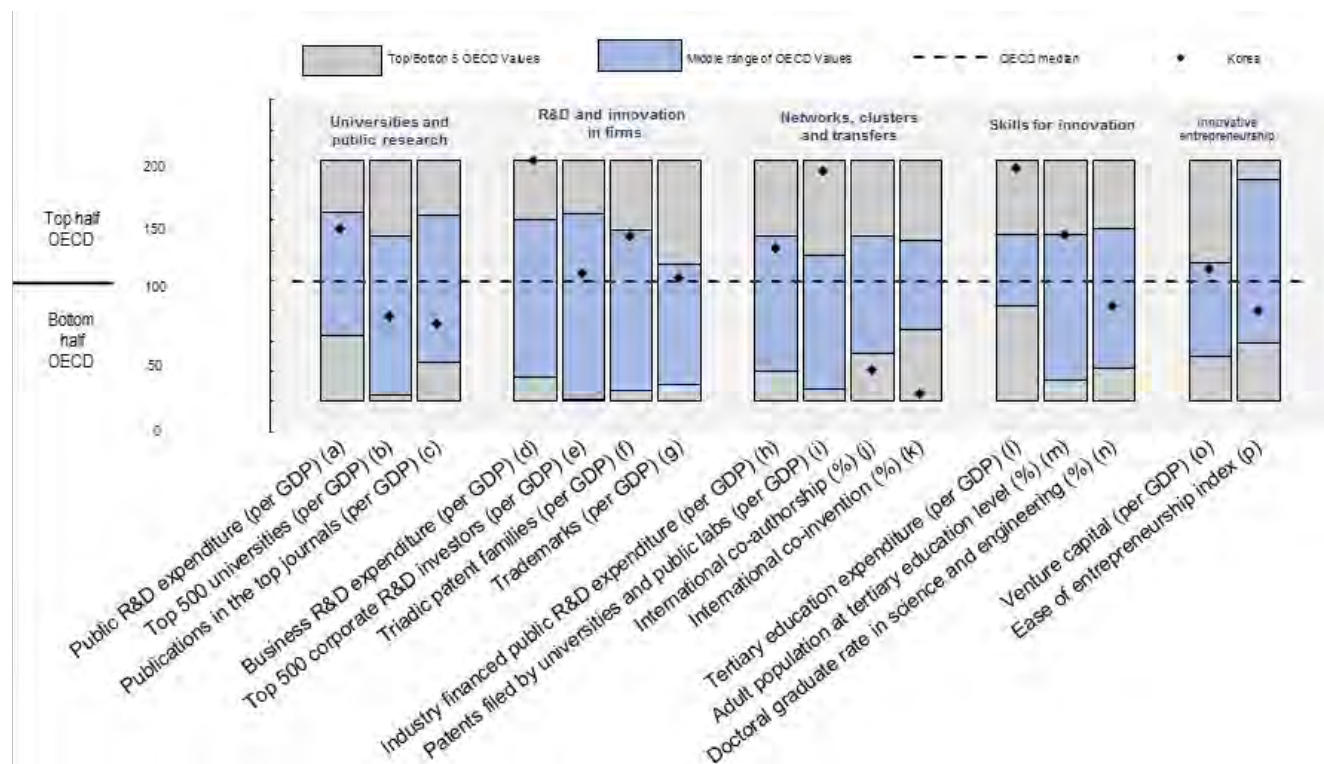 Top/Bottom 5 OECD Values
Middle range of OECD Values
OECD median
Korea
Universities and
public research
R&D and innovation
in firms
Networks, clusters
and transfers
Skills for innovation
Innovative
entrepreneurship
200
150
100
50
0
Top half
OECD
Bottom
half
OECD
Public R&D expenditure (per GDP) (a)
Top 500 universities (per GDP) (b)
Publications in the top journals (per GDP) (c)
Business R&D expenditure (per GDP) (d)
Top 500 corporate R&D investors (per GDP) (e)
Triadic patent families (per GDP) (f)
Trademarks (per GDP) (g)
Industry financed public R&D expenditure (per GDP) (h)
Patents filed by universities and public labs (per GDP) (i)
International co-authorship (%) (j)
International co-invention (%) (k)
Tertiary education expenditure (per GDP) (l)
Adult population at tertiary education level (%) (m)
Doctoral graduate rate in science and engineering (%) (n)
Venture capital (per GDP) (o)
Ease of entrepreneurship index (p)